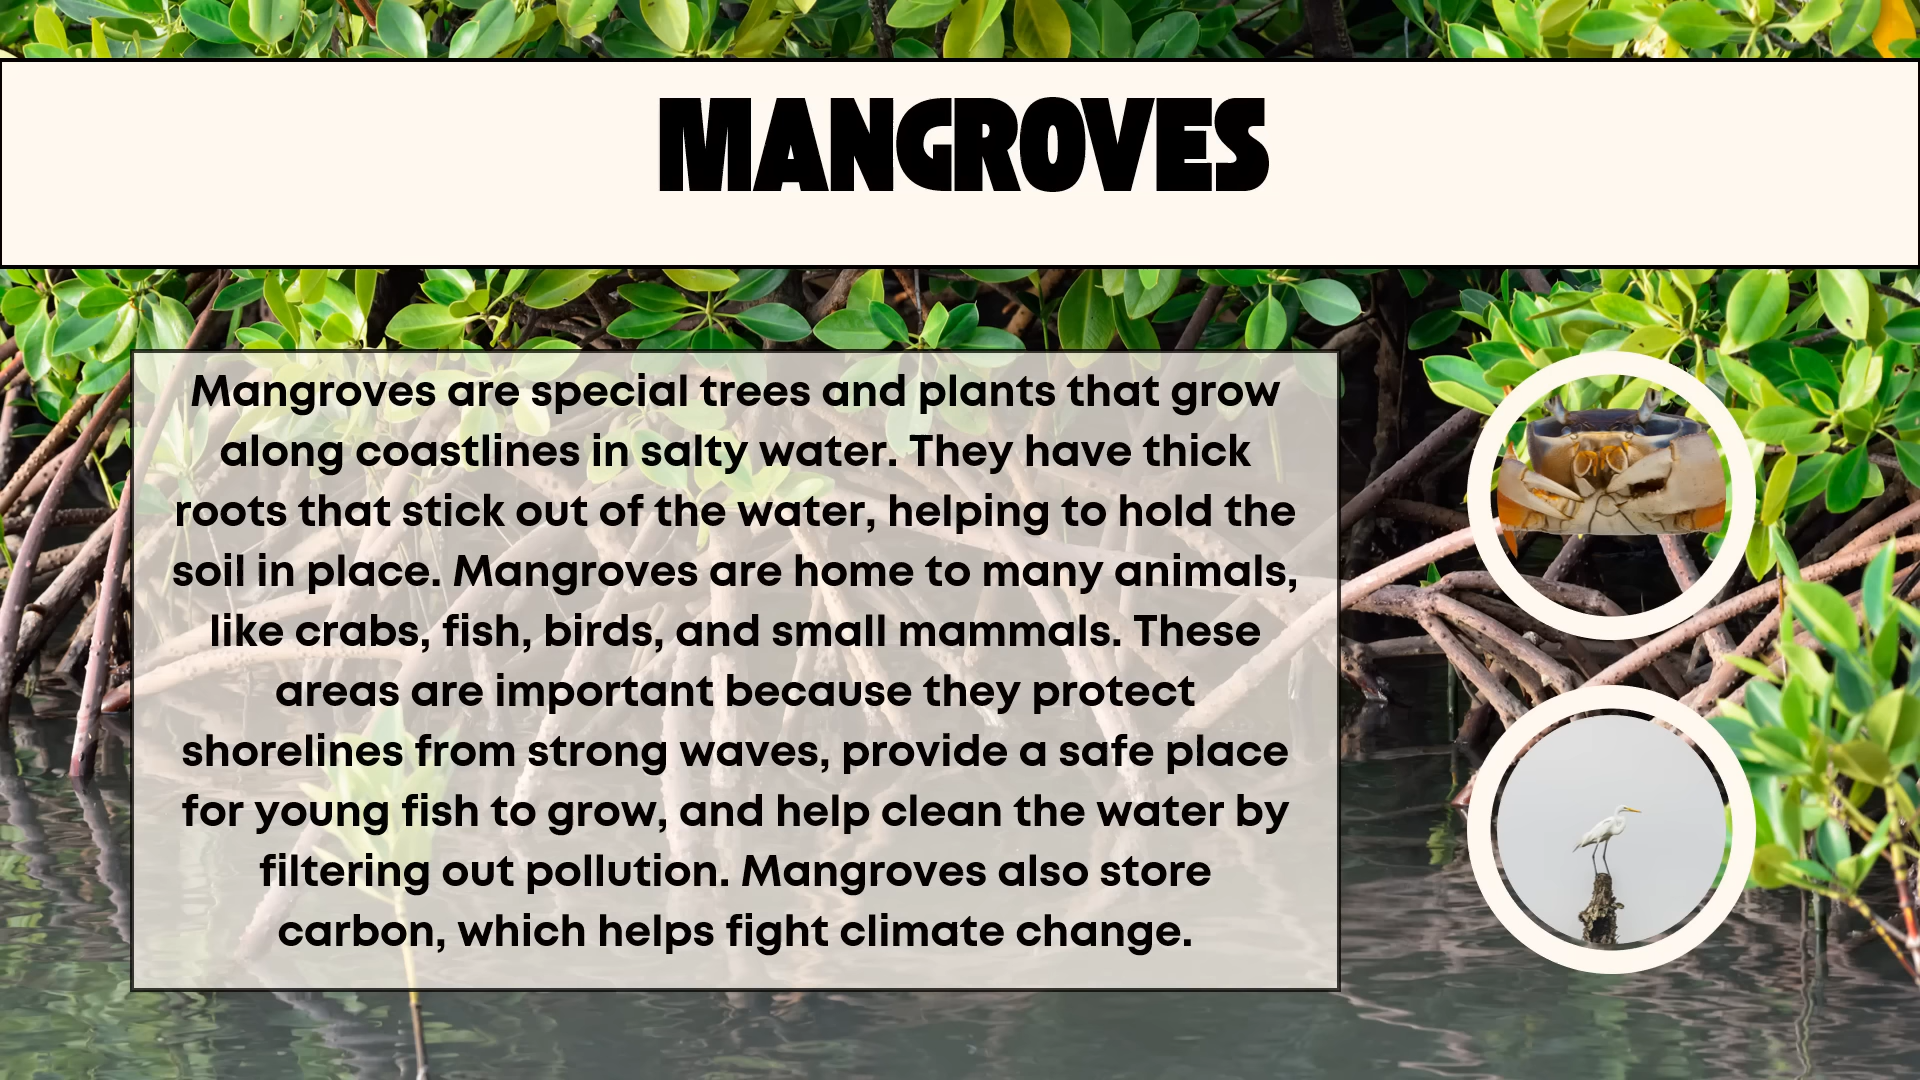 MANGROVES
Mangroves are special trees and plants that grow
along coastlines in salty water. They have thick
roots that stick out of the water, helping to hold the
soil in place. Mangroves are home to many animals,
like crabs, fish, birds, and small mammals. These
areas are important because they protect
shorelines from strong waves, provide a safe place
for young fish to grow, and help clean the water by
filtering out pollution. Mangroves also store
carbon, which helps fight climate change.